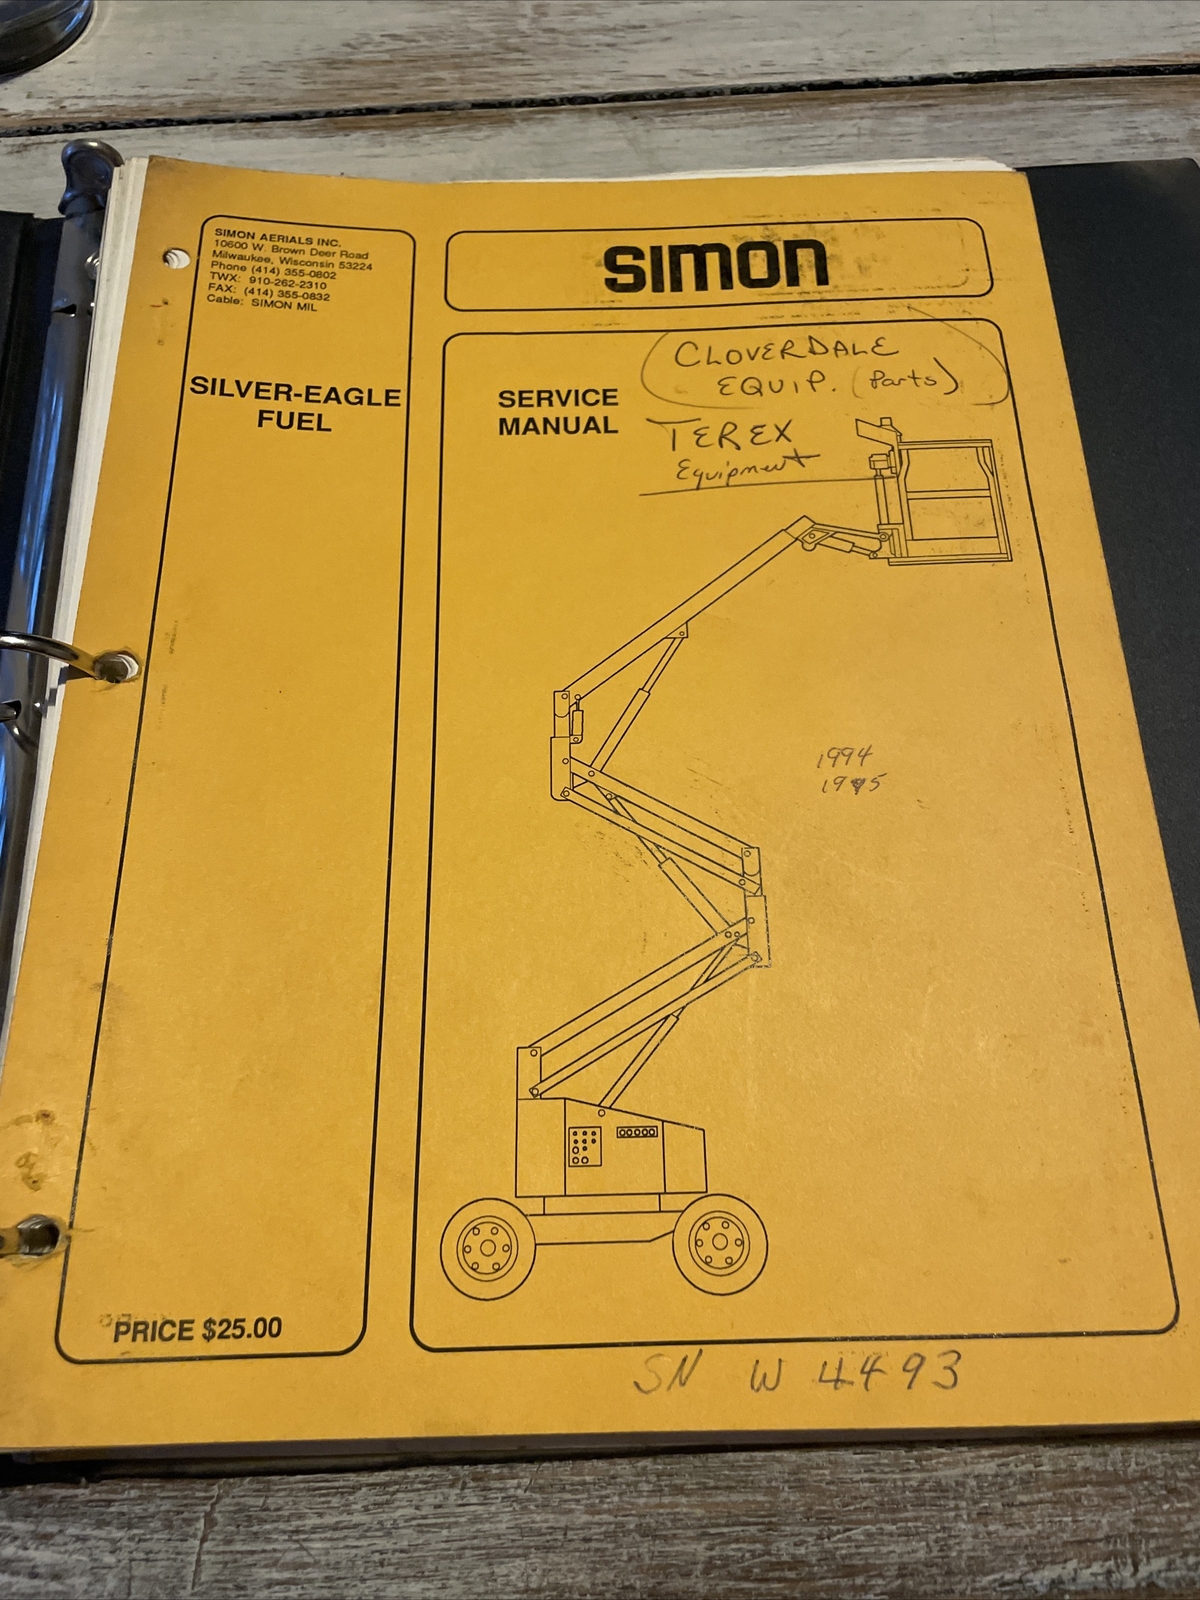 SIMON AERIALS INC.
10600 W. Brown Deer Road
Milwaukee, Wisconsin 53224
Phone (414) 355-0802
TWX: 910-262-2310
FAX: (414) 355-0832
Cable: SIMON MIL
SILVER-EAGLE
FUEL
PRICE $25.00
SIMON
SERVICE
MANUAL
CLOVERDALE
EQUIP. (Parts)
TEREX
Equipment
1994
1995
SN W 4493